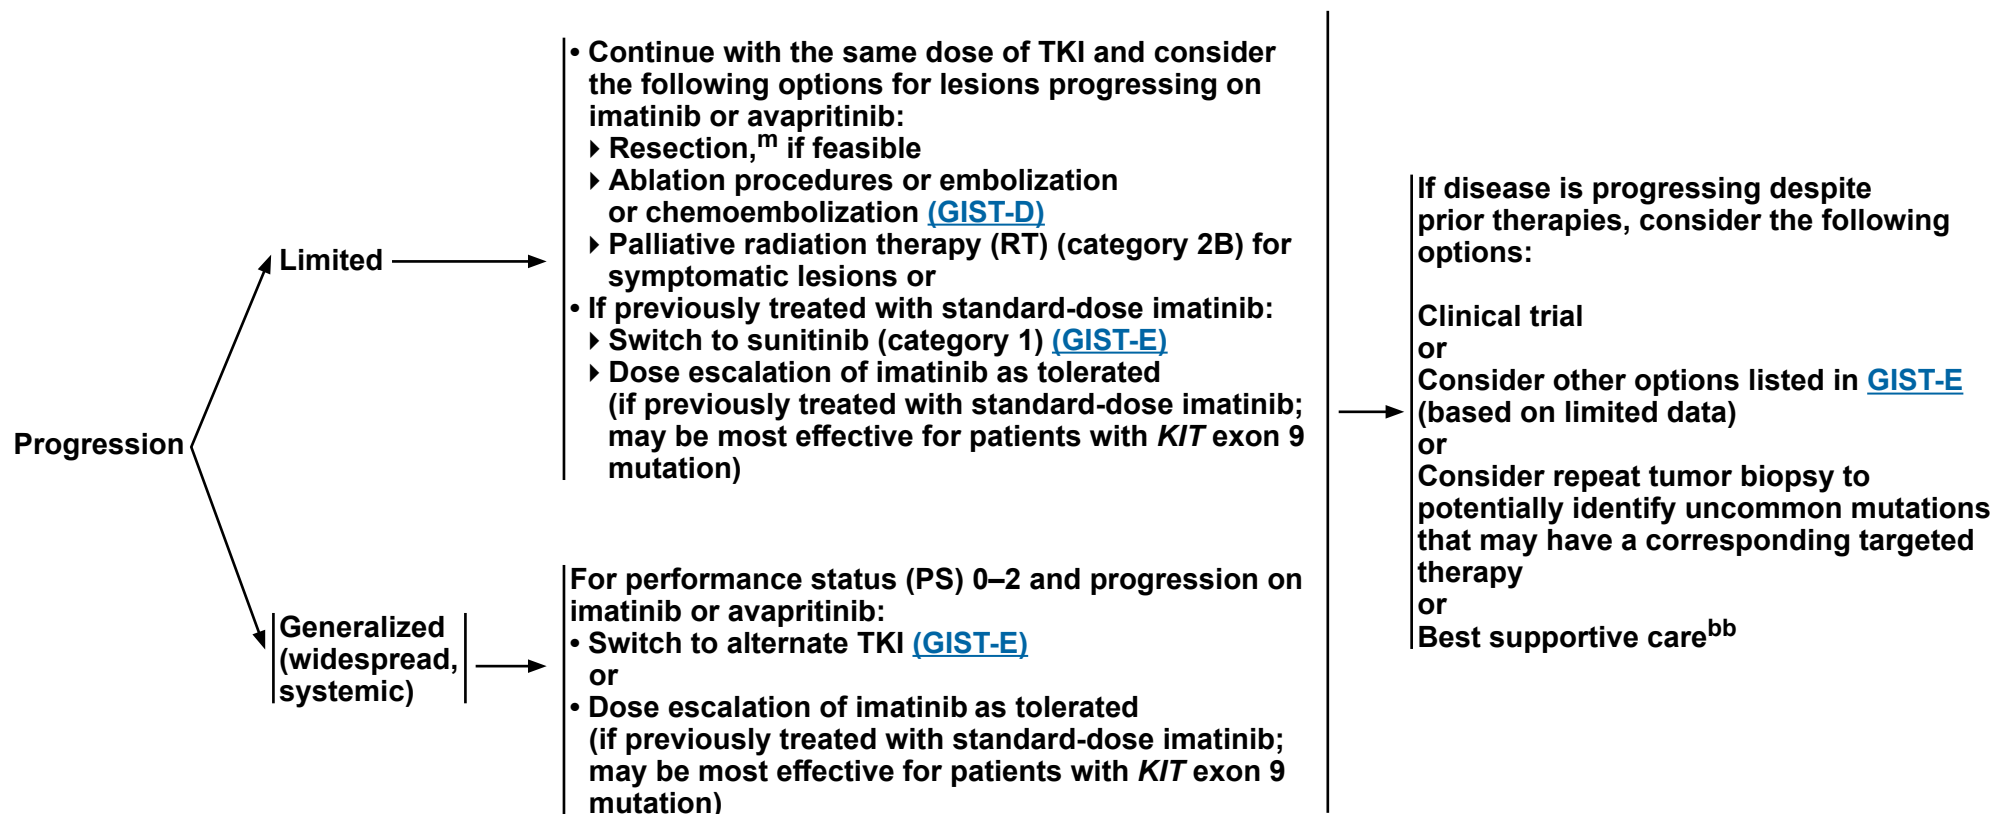 Progression
Limited
• Continue with the same dose of TKI and consider
the following options for lesions progressing on
imatinib or avapritinib:
▸ Resection,m if feasible
▸ Ablation procedures or embolization
or chemoembolization (GIST-D)
▸ Palliative radiation therapy (RT) (category 2B) for
symptomatic lesions or
• If previously treated with standard-dose imatinib:
▸ Switch to sunitinib (category 1) (GIST-E)
▸ Dose escalation of imatinib as tolerated
(if previously treated with standard-dose imatinib;
may be most effective for patients with KIT exon 9
mutation)
Generalized
(widespread,
systemic)
For performance status (PS) 0–2 and progression on
imatinib or avapritinib:
• Switch to alternate TKI (GIST-E)
or
• Dose escalation of imatinib as tolerated
(if previously treated with standard-dose imatinib;
may be most effective for patients with KIT exon 9
mutation)
If disease is progressing despite
prior therapies, consider the following
options:
Clinical trial
or
Consider other options listed in GIST-E
(based on limited data)
or
Consider repeat tumor biopsy to
potentially identify uncommon mutations
that may have a corresponding targeted
therapy
or
Best supportive carebb